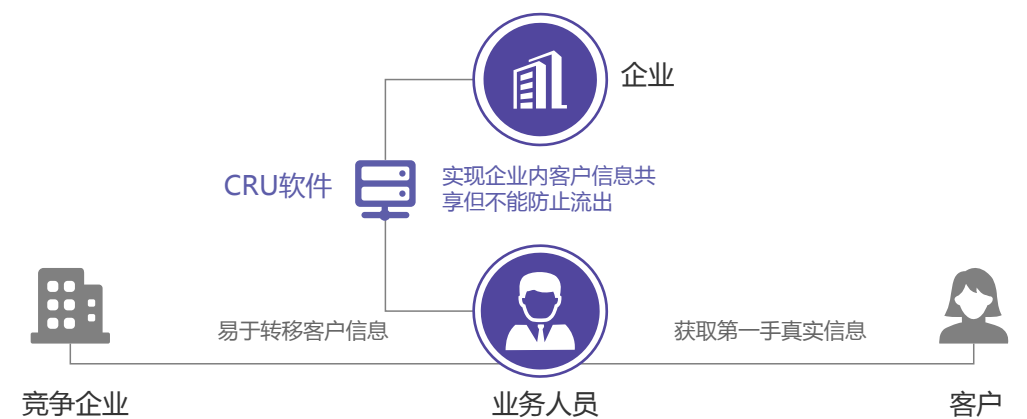 企业
CRU软件
实现企业内客户信息共
享但不能防止流出
易于转移客户信息
获取第一手真实信息
竞争企业
业务人员
客户